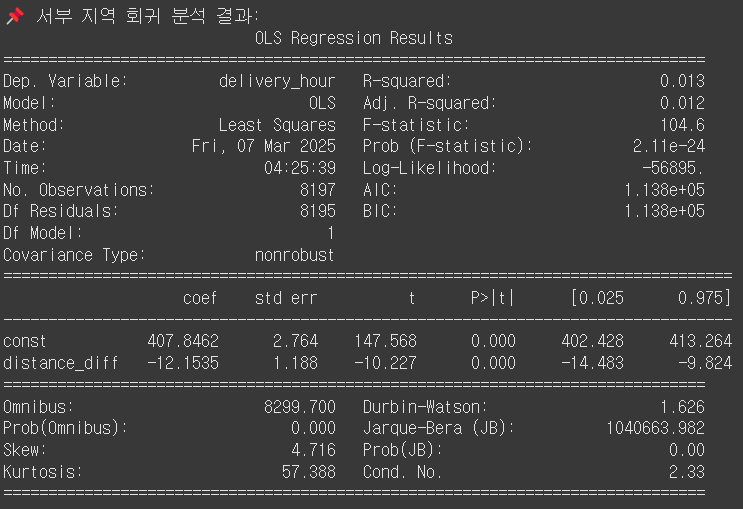 📌 서부 지역 회귀 분석 결과:
                            OLS Regression Results
==============================================================================
Dep. Variable:          delivery_hour   R-squared:                       0.013
Model:                            OLS   Adj. R-squared:                  0.012
Method:                 Least Squares   F-statistic:                     104.6
Date:                Fri, 07 Mar 2025   Prob (F-statistic):           2.11e-24
Time:                        04:25:39   Log-Likelihood:                -56895.
No. Observations:                8197   AIC:                         1.138e+05
Df Residuals:                    8195   BIC:                         1.138e+05
Df Model:                           1
Covariance Type:            nonrobust
=================================================================================
                    coef    std err          t      P>|t|      [0.025      0.975]
---------------------------------------------------------------------------------
const           407.8462      2.764    147.568      0.000     402.428     413.264
distance_diff   -12.1535      1.188    -10.227      0.000     -14.483      -9.824
==============================================================================
Omnibus:                     8299.700   Durbin-Watson:                   1.626
Prob(Omnibus):                  0.000   Jarque-Bera (JB):          1040663.982
Skew:                           4.716   Prob(JB):                         0.00
Kurtosis:                      57.388   Cond. No.                         2.33
==============================================================================